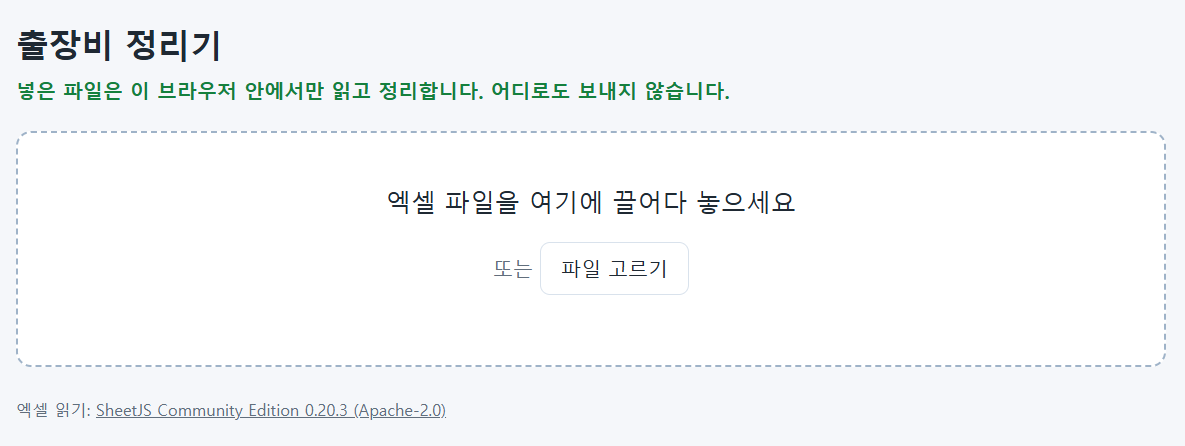 출장비 정리기
넣은 파일은 이 브라우저 안에서만 읽고 정리합니다. 어디로도 보내지 않습니다.
엑셀 파일을 여기에 끌어다 놓으세요
또는 파일 고르기
엑셀 읽기: SheetJS Community Edition 0.20.3 (Apache-2.0)